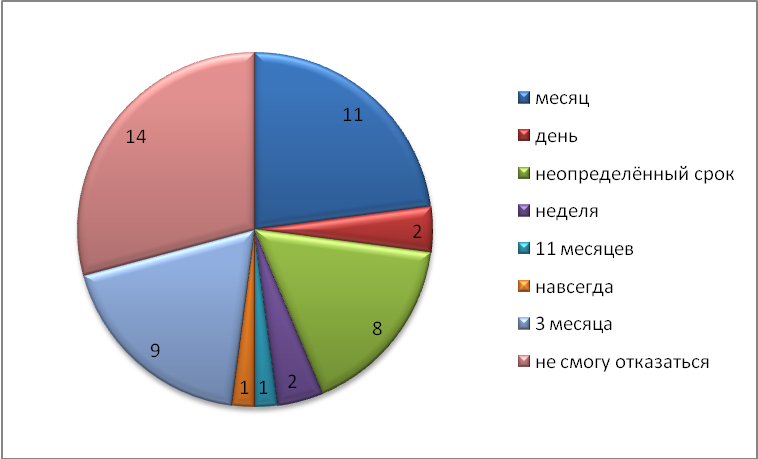 11
2
8
2
1
1
9
14
месяц
день
неопределённый срок
неделя
11 месяцев
навсегда
3 месяца
не смогу отказаться